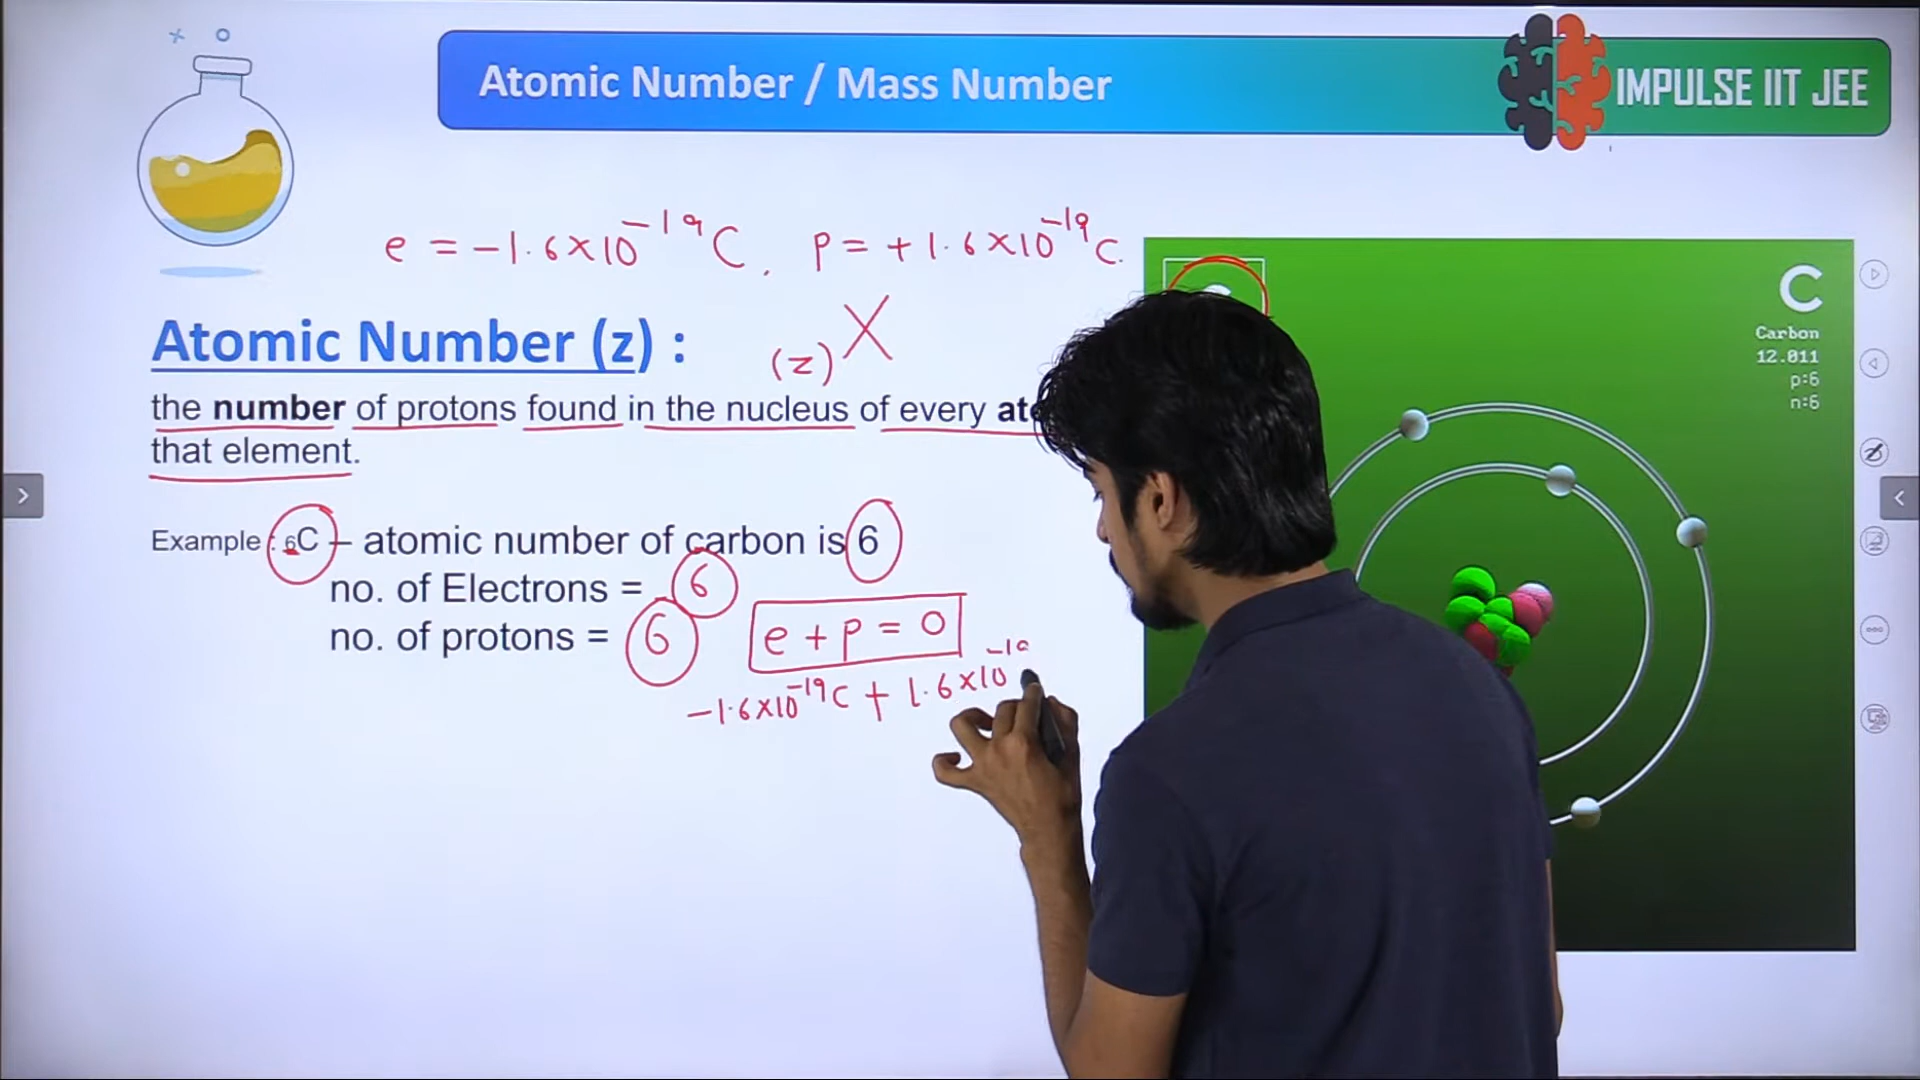 Atomic Number / Mass Number
IMPULSE IIT JEE
e = -1.6×10^-19 C, p = +1.6×10^-19 C.
Atomic Number (z) :
(z) X
the number of protons found in the nucleus of every
that element.
Example : ₆C – atomic number of carbon is 6
no. of Electrons = 6
no. of protons = 6
e + p = 0
-1.6×10^-19 C + 1.6×10
C
Carbon
12.011
p:6
n:6